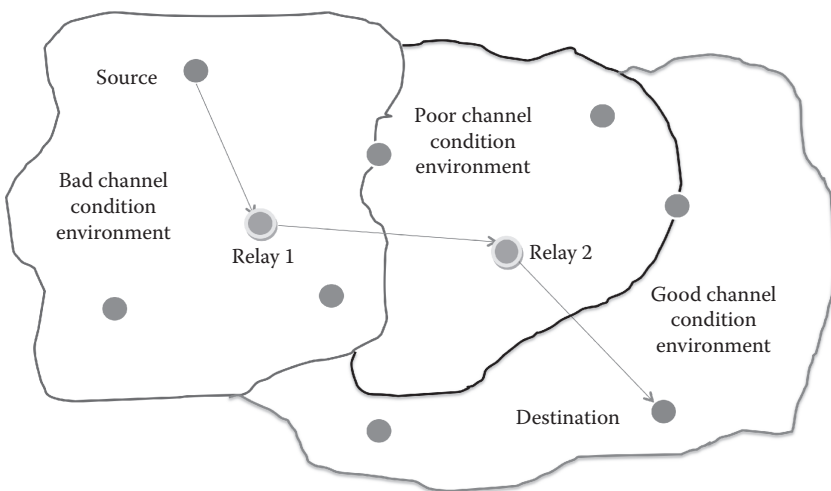 Source
Poor channel
condition
environment
Bad channel
condition
environment
Relay 1
Relay 2
Good channel
condition
environment
Destination